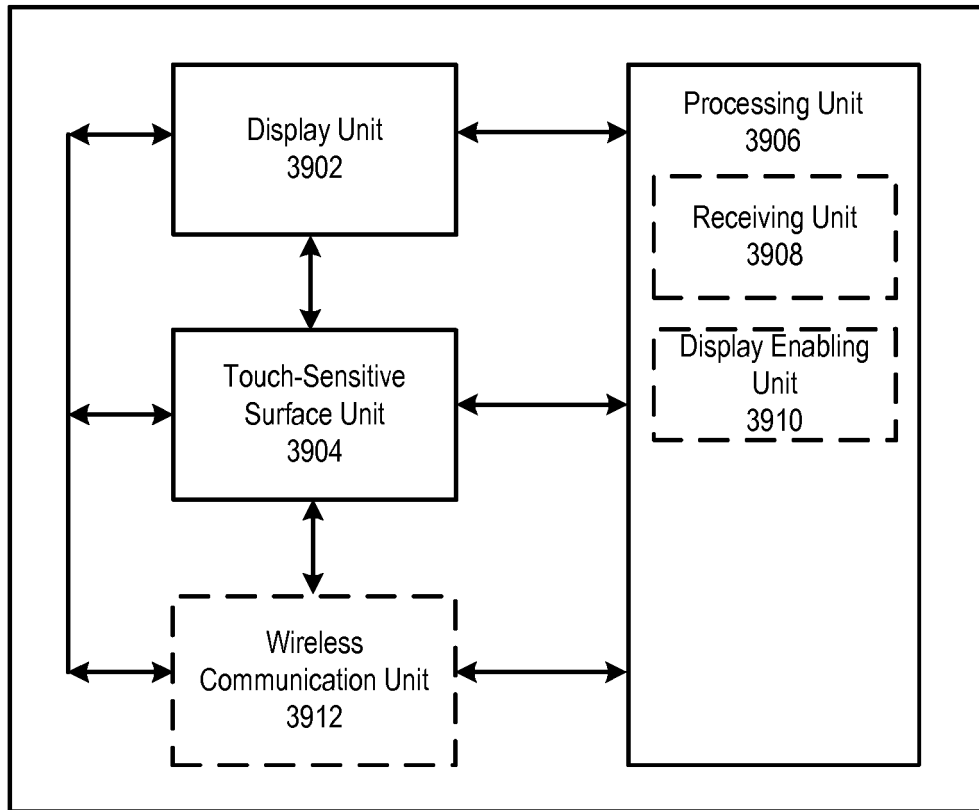 Display Unit
3902
Processing Unit
3906
Receiving Unit
3908
Touch-Sensitive
Surface Unit
3904
Display Enabling
Unit
3910
Wireless
Communication Unit
3912